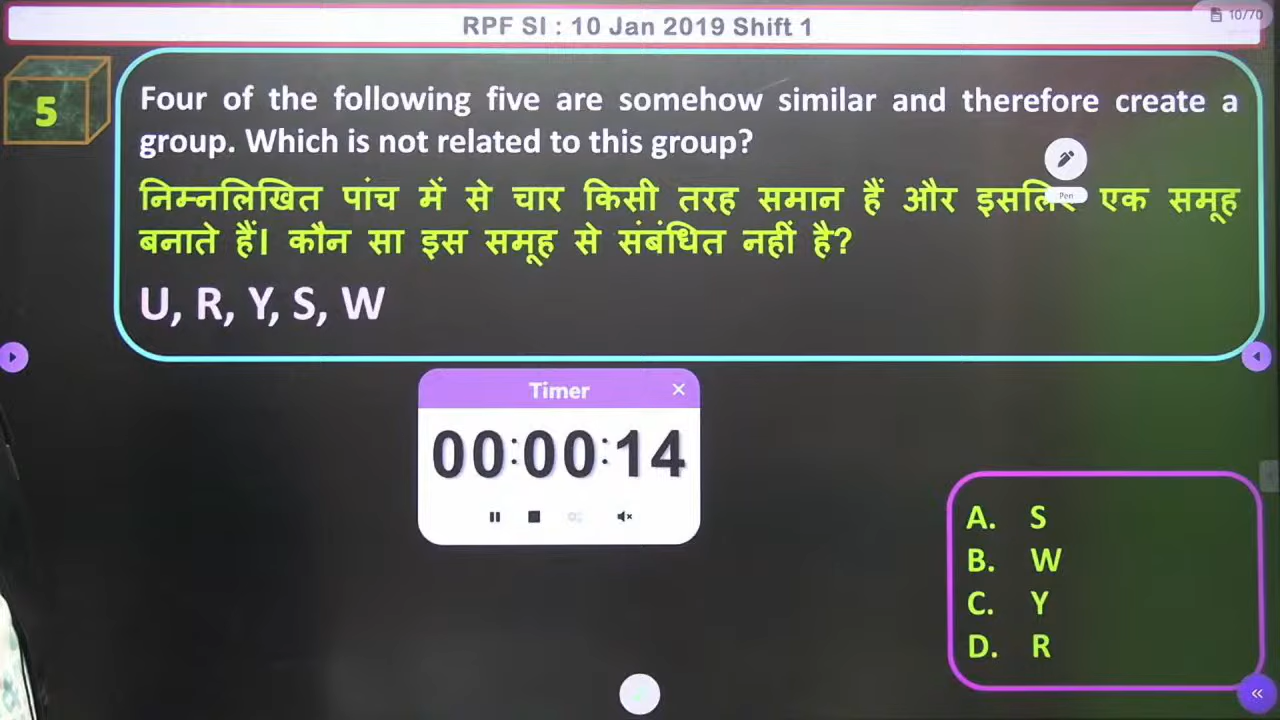 RPF SI : 10 Jan 2019 Shift 1
10/70
5
Four of the following five are somehow similar and therefore create a
group. Which is not related to this group?
Pen
निम्नलिखित पांच में से चार किसी तरह समान हैं और इसलिए एक समूह
बनाते हैं। कौन सा इस समूह से संबंधित नहीं है?
U, R, Y, S, W
Timer
00:00:14
A. S
B. W
C. Y
D. R